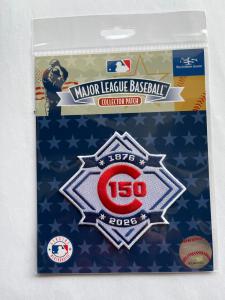 MAJOR LEAGUE BASEBALL
COLLECTOR PATCH
1876
C 150
2026